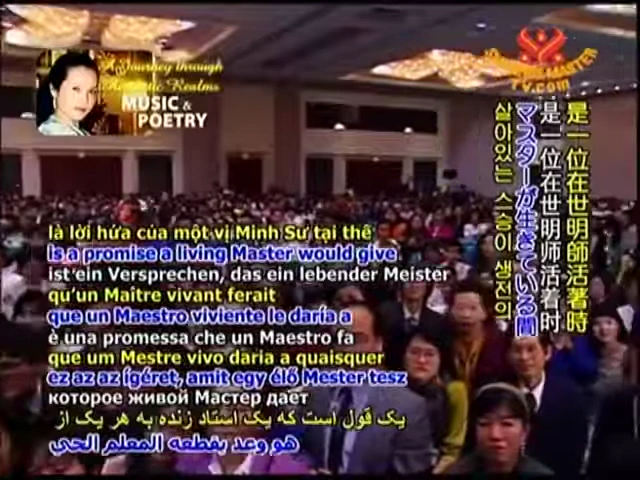 A Journey through
Aesthetic Realms
MUSIC &
POETRY
SUPREME MASTER
TV.com
là lời hứa của một vị Minh Sư tại thế
Is a promise a living Master would give
ist ein Versprechen, das ein lebender Meister
qu'un Maître vivant ferait
que un Maestro viviente le daría a
è una promessa che un Maestro fa
que um Mestre vivo daria a quaisquer
ez az az ígéret, amit egy élő Mester tesz
которое живой Мастер дает
یک قول است که یک استاد زنده به هر یک از
هو وعد يقطعه المعلم الحي
是一位在世明師活著時
是一位在世明师活着时
マスターが生きている間
살아있는 스승이 생전의